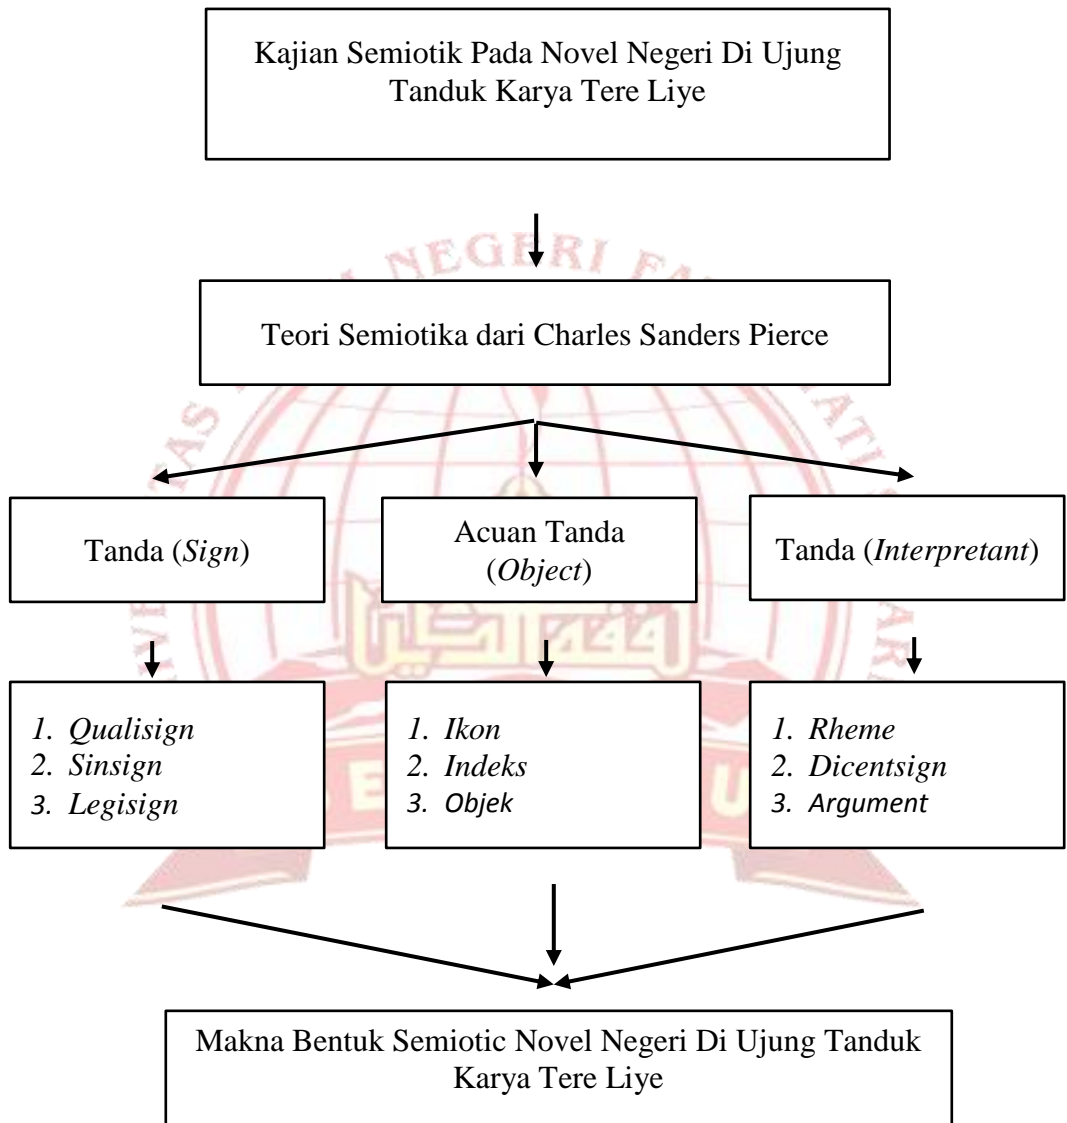 Kajian Semiotik Pada Novel Negeri Di Ujung
Tanduk Karya Tere Liye
NEGERI
Teori Semiotika dari Charles Sanders Pierce
Tanda (Sign)
Acuan Tanda
(Object)
Tanda (Interpretant)
1. Qualisign
2. Sinsign
3. Legisign
1. Ikon
2. Indeks
3. Objek
1. Rheme
2. Dicentsign
3. Argument
Makna Bentuk Semiotic Novel Negeri Di Ujung Tanduk
Karya Tere Liye